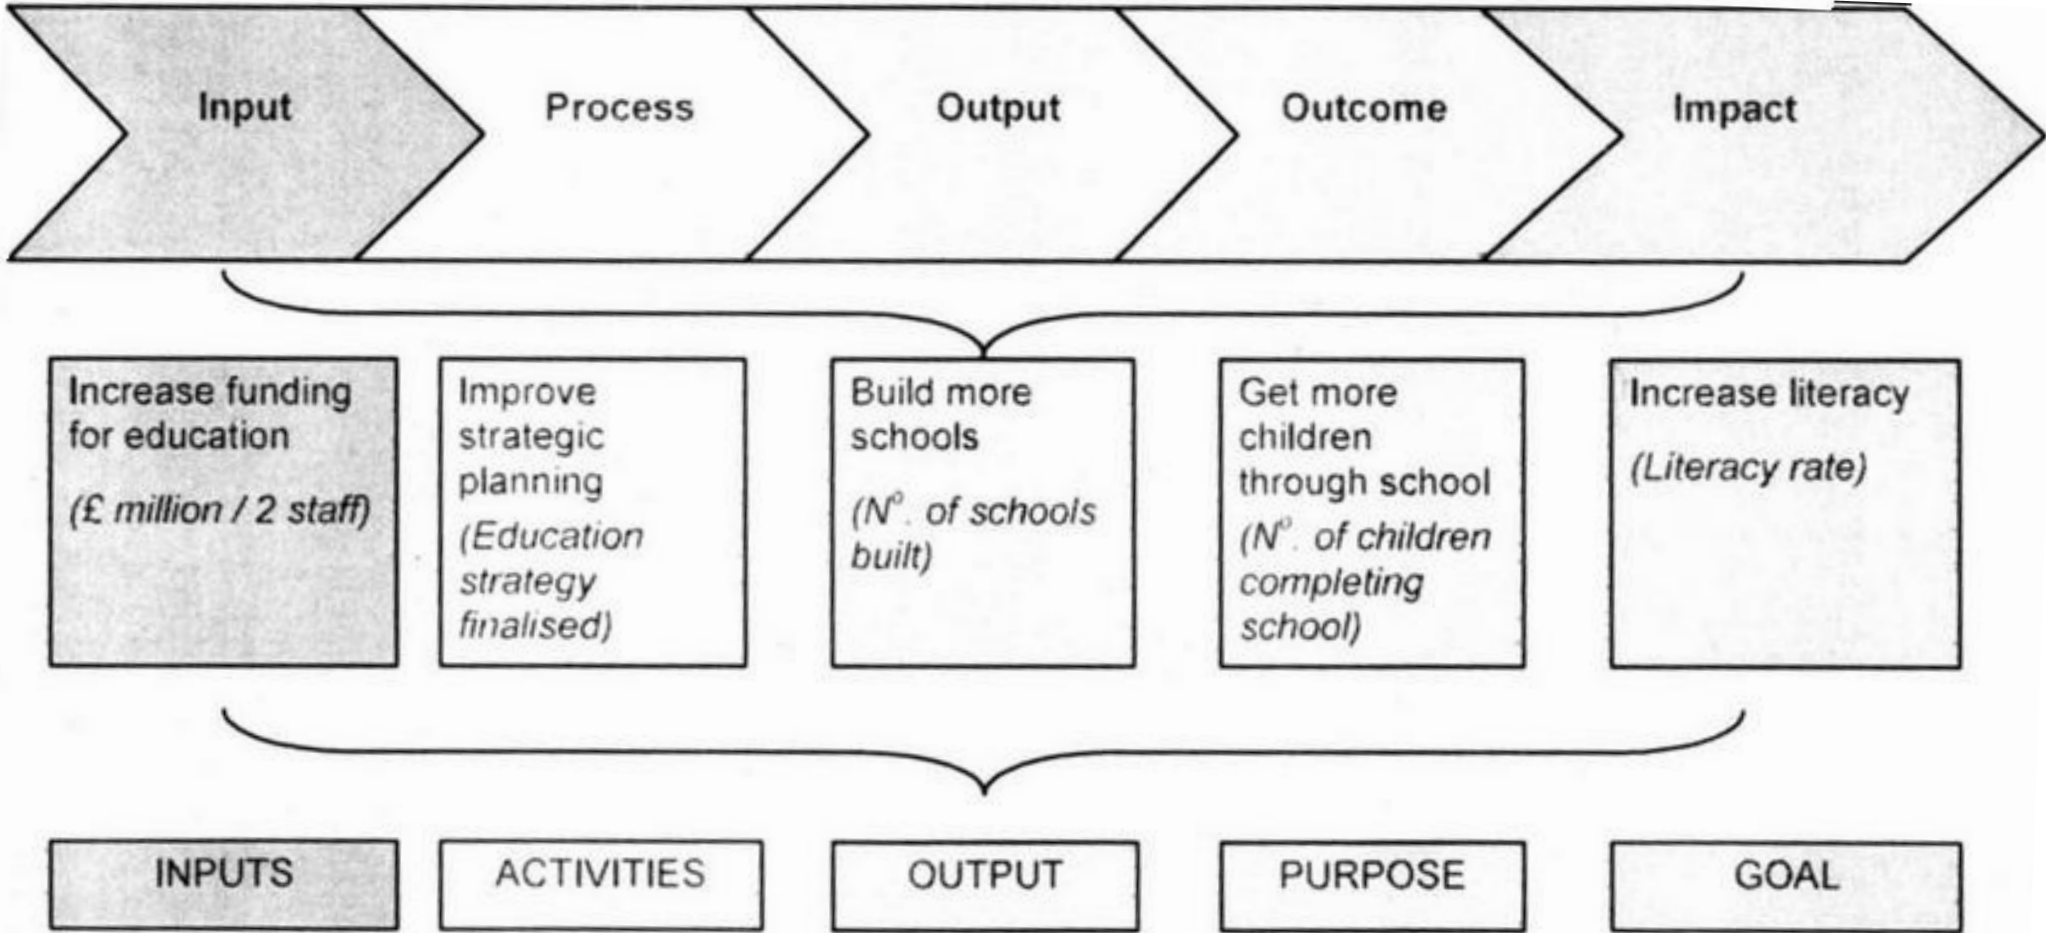 Input
Process
Output
Outcome
Impact
Increase funding
for education
(£ million / 2 staff)
Improve
strategic
planning
(Education
strategy
finalised)
Build more
schools
(Nº. of schools
built)
Get more
children
through school
(Nº. of children
completing
school)
Increase literacy
(Literacy rate)
INPUTS
ACTIVITIES
OUTPUT
PURPOSE
GOAL